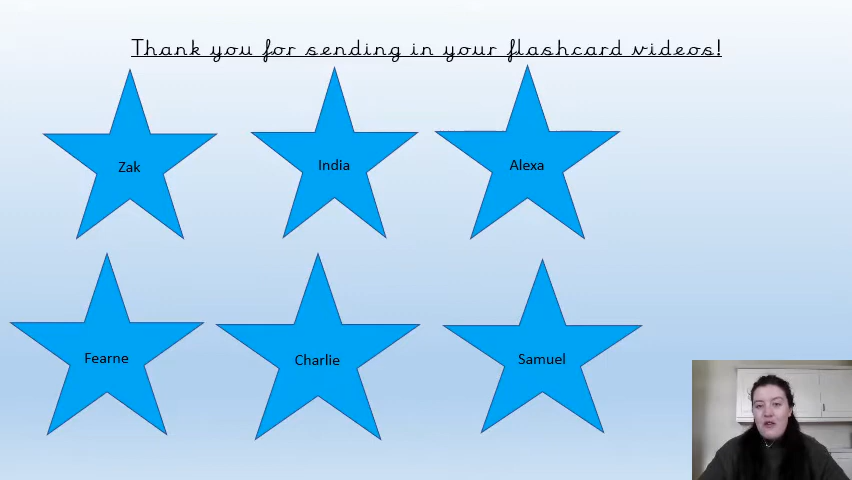 Thank you for sending in your flashcard videos!
Zak
India
Alexa
Fearne
Charlie
Samuel